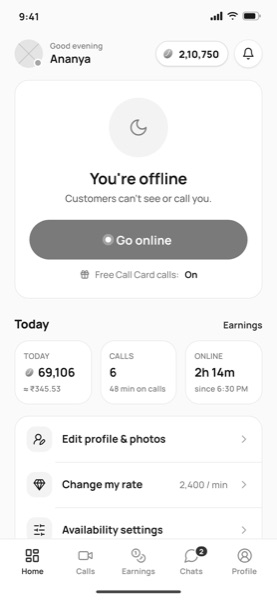 9:41
Good evening
Ananya
2,10,750
You're offline
Customers can't see or call you.
Go online
Free Call Card calls: On
Today
Earnings
TODAY
69,106
≈ ₹345.53
CALLS
6
48 min on calls
ONLINE
2h 14m
since 6:30 PM
Edit profile & photos
Change my rate
2,400 / min
Availability settings
2
Home
Calls
Earnings
Chats
Profile